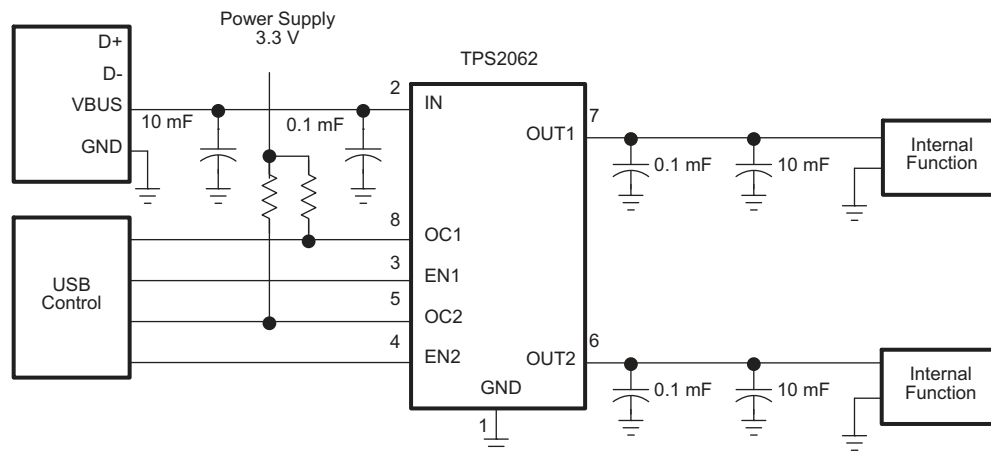 Power Supply
3.3 V
TPS2062
D+
D-
VBUS
GND
10 mF
0.1 mF
2
IN
7
OUT1
0.1 mF
10 mF
Internal
Function
USB
Control
8
OC1
3
EN1
5
OC2
4
EN2
6
OUT2
GND
1
0.1 mF
10 mF
Internal
Function